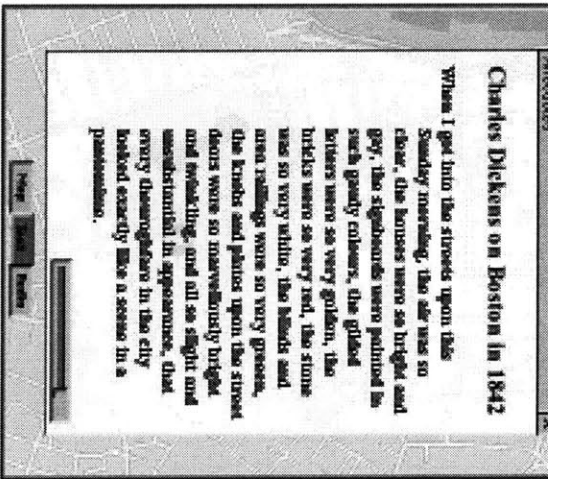 Charles Dickens on Boston in 1842
When I got into the streets upon this
Sunday morning, the air was so
clear, the houses were so bright and
gay, the signboards were painted in
such gaudy colours, the gilded
letters were so very golden, the
bricks were so very red, the stone
was so very white, the blinds and
area railings were so very green,
the knobs and plates upon the street
doors were so marvellously bright
and twinkling, and all so slight and
unsubstantial in appearance, that
every thoroughfare in the city
looked exactly like a scene in a
pantomime.
Map Text